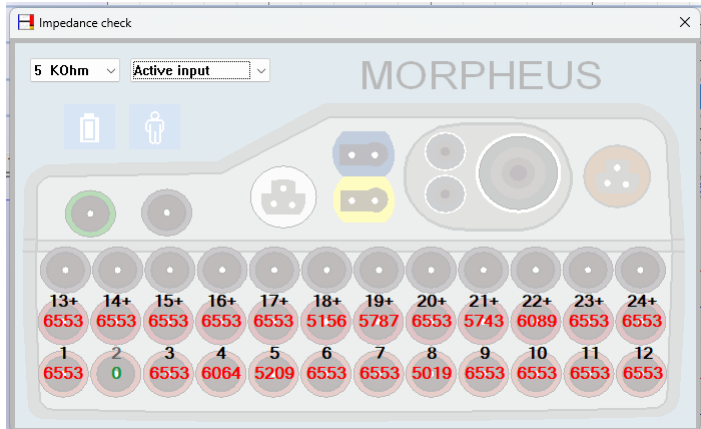 Impedance check
5 KOhm Active input
MORPHEUS
13+ 14+ 15+ 16+ 17+ 18+ 19+ 20+ 21+ 22+ 23+ 24+
6553 6553 6553 6553 6553 5156 5787 6553 5743 6089 6553 6553
1 2 3 4 5 6 7 8 9 10 11 12
6553 0 6553 6064 5209 6553 6553 5019 6553 6553 6553 6553